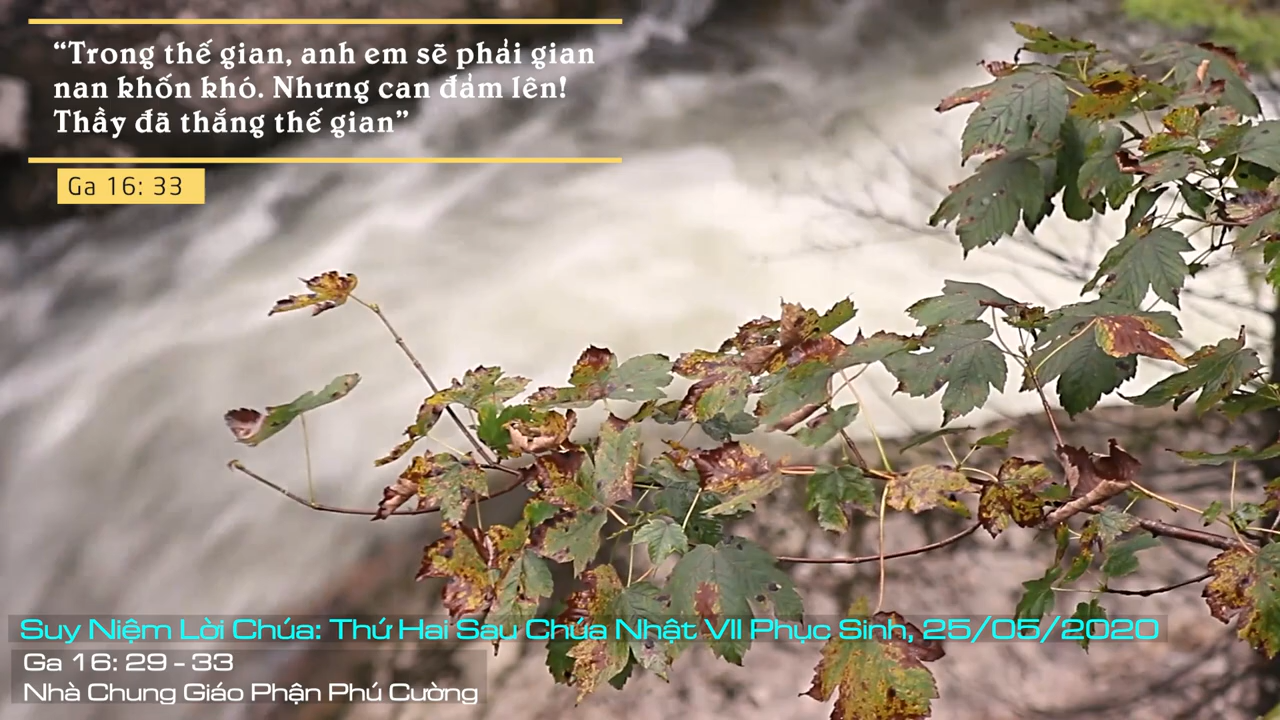 “Trong thế gian, anh em sẽ phải gian
nan khốn khó. Nhưng can đảm lên!
Thầy đã thắng thế gian”
Ga 16: 33
Suy Niệm Lời Chúa: Thứ Hai Sau Chúa Nhật VII Phục Sinh, 25/05/2020
Ga 16: 29 - 33
Nhà Chung Giáo Phận Phú Cường